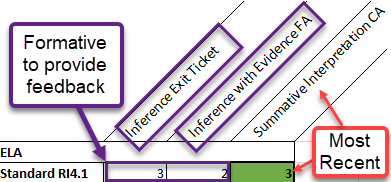 Formative
to provide
feedback
Inference Exit Ticket
Inference with Evidence FA
Summative Interpretation CA
Most
Recent
ELA
Standard RI4.1 3 2 3